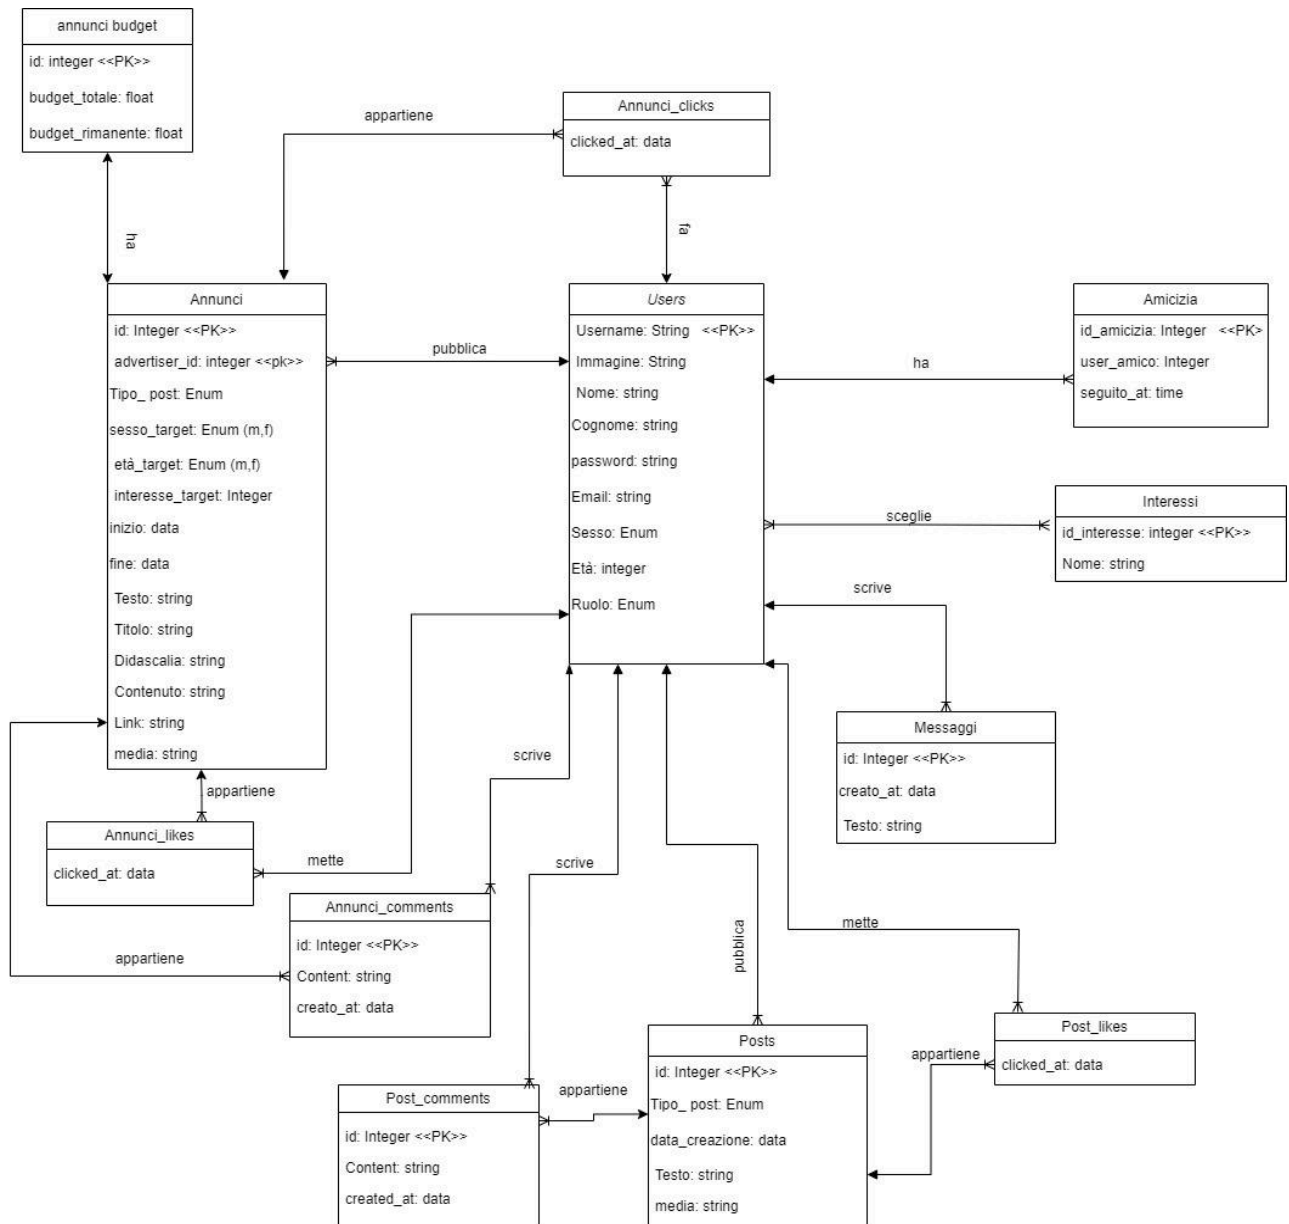 annunci budget
id: integer <<PK>>
budget_totale: float
budget_rimanente: float
ha
appartiene
Annunci_clicks
clicked_at: data
fa
Annunci
id: Integer <<PK>>
advertiser_id: integer <<pk>>
Tipo_ post: Enum
sesso_target: Enum (m,f)
età_target: Enum (m,f)
interesse_target: Integer
inizio: data
fine: data
Testo: string
Titolo: string
Didascalia: string
Contenuto: string
Link: string
media: string
pubblica
Users
Username: String <<PK>>
Immagine: String
Nome: string
Cognome: string
password: string
Email: string
Sesso: Enum
Età: integer
Ruolo: Enum
ha
Amicizia
id_amicizia: Integer <<PK>
user_amico: Integer
seguito_at: time
sceglie
Interessi
id_interesse: integer <<PK>>
Nome: string
scrive
Messaggi
id: Integer <<PK>>
creato_at: data
Testo: string
appartiene
Annunci_likes
clicked_at: data
mette
scrive
Annunci_comments
id: Integer <<PK>>
Content: string
creato_at: data
appartiene
scrive
Post_comments
id: Integer <<PK>>
Content: string
created_at: data
appartiene
pubblica
Posts
id: Integer <<PK>>
Tipo_ post: Enum
data_creazione: data
Testo: string
media: string
mette
Post_likes
clicked_at: data
appartiene